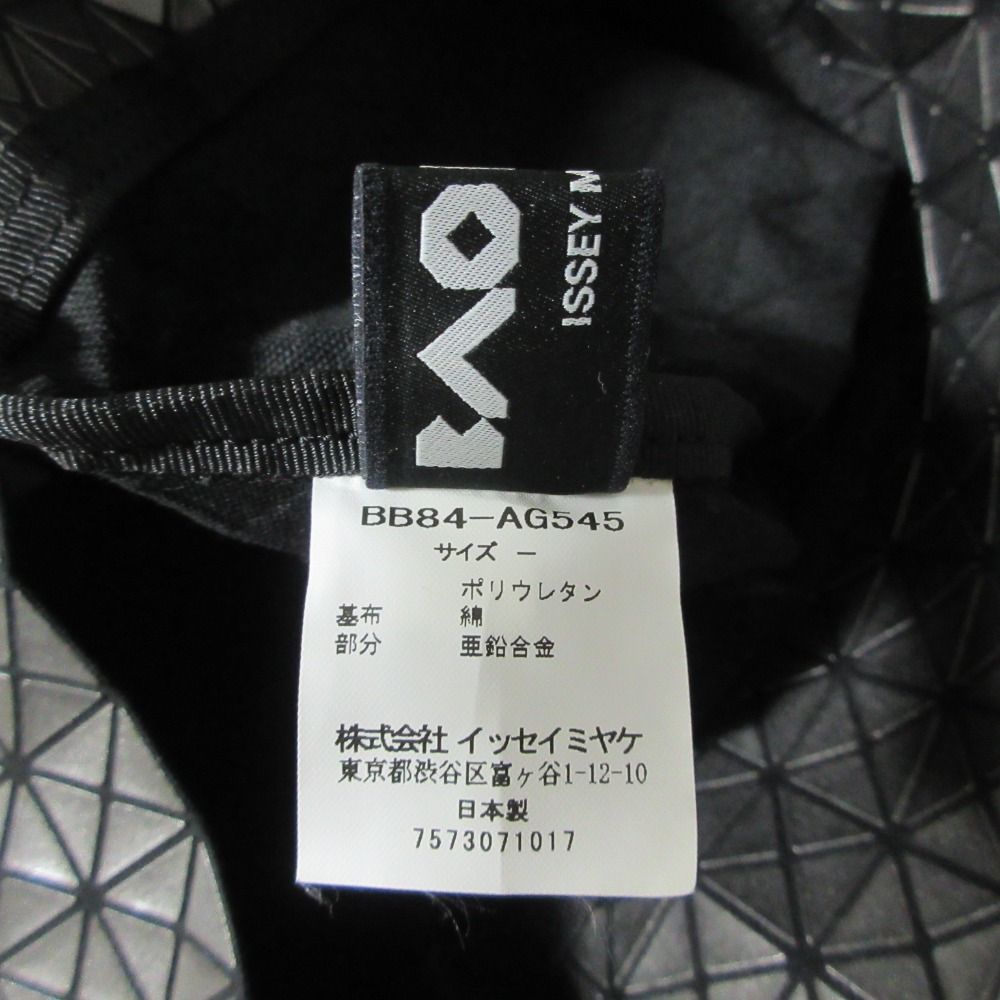 ISSEY M
BB84-AG545
サイズ ー
ポリウレタン
基布 綿
部分 亜鉛合金
株式会社 イッセイミヤケ
東京都渋谷区富ヶ谷1-12-10
日本製
7573071017